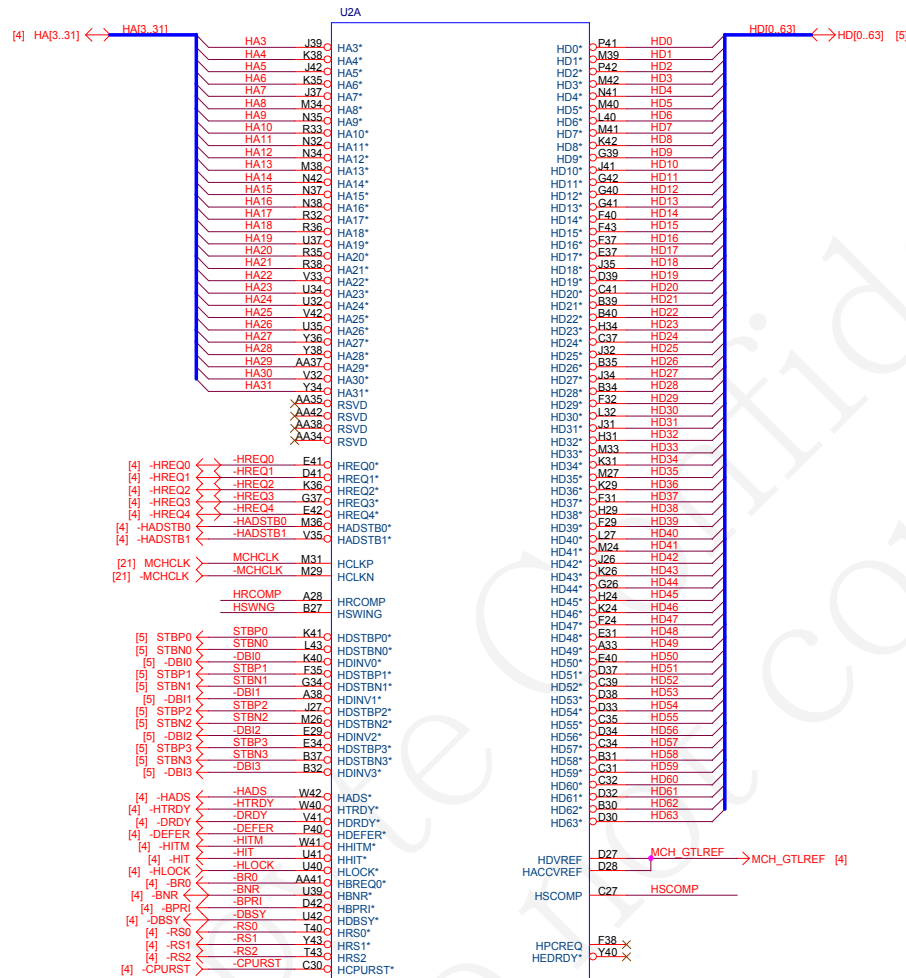 U2A
[4] HA[3..31] HA[3..31]
HA3 J39 HA3*
HA4 K38 HA4*
HA5 J42 HA5*
HA6 K35 HA6*
HA7 J37 HA7*
HA8 M34 HA8*
HA9 N35 HA9*
HA10 R33 HA10*
HA11 N32 HA11*
HA12 N34 HA12*
HA13 M38 HA13*
HA14 N42 HA14*
HA15 N37 HA15*
HA16 N38 HA16*
HA17 R32 HA17*
HA18 R36 HA18*
HA19 U37 HA19*
HA20 R35 HA20*
HA21 R38 HA21*
HA22 V33 HA22*
HA23 U34 HA23*
HA24 U32 HA24*
HA25 V42 HA25*
HA26 U35 HA26*
HA27 Y36 HA27*
HA28 Y38 HA28*
HA29 AA37 HA29*
HA30 V32 HA30*
HA31 Y34 HA31*
AA35 RSVD
AA42 RSVD
AA38 RSVD
AA34 RSVD
[4] -HREQ0 -HREQ0 E41 HREQ0*
[4] -HREQ1 -HREQ1 D41 HREQ1*
[4] -HREQ2 -HREQ2 K36 HREQ2*
[4] -HREQ3 -HREQ3 G37 HREQ3*
[4] -HREQ4 -HREQ4 E42 HREQ4*
[4] -HADSTB0 -HADSTB0 M36 HADSTB0*
[4] -HADSTB1 -HADSTB1 V35 HADSTB1*
[21] MCHCLK MCHCLK M31 HCLKP
[21] -MCHCLK -MCHCLK M29 HCLKN
HRCOMP A28 HRCOMP
HSWNG B27 HSWING
[5] STBP0 STBP0 K41 HDSTBP0*
[5] STBN0 STBN0 L43 HDSTBN0*
[5] -DBI0 -DBI0 K40 HDINV0*
[5] STBP1 STBP1 F35 HDSTBP1*
[5] STBN1 STBN1 G34 HDSTBN1*
[5] -DBI1 -DBI1 A38 HDINV1*
[5] STBP2 STBP2 J27 HDSTBP2*
[5] STBN2 STBN2 M26 HDSTBN2*
[5] -DBI2 -DBI2 E29 HDINV2*
[5] STBP3 STBP3 E34 HDSTBP3*
[5] STBN3 STBN3 B37 HDSTBN3*
[5] -DBI3 -DBI3 B32 HDINV3*
[4] -HADS -HADS W42 HADS*
[4] -HTRDY -HTRDY W40 HTRDY*
[4] -DRDY -DRDY V41 HDRDY*
[4] -DEFER -DEFER P40 HDEFER*
[4] -HITM -HITM W41 HHITM*
[4] -HIT -HIT U41 HHIT*
[4] -HLOCK -HLOCK U40 HLOCK*
[4] -BR0 -BR0 AA41 HBREQ0*
[4] -BNR -BNR U39 HBNR*
[4] -BPRI -BPRI D42 HBPRI*
[4] -DBSY -DBSY U42 HDBSY*
[4] -RS0 -RS0 T40 HRS0*
[4] -RS1 -RS1 Y43 HRS1*
[4] -RS2 -RS2 T43 HRS2
[4] -CPURST -CPURST C30 HCPURST*
HD[0..63] HD[0..63] [5]
HD0* P41 HD0
HD1* M39 HD1
HD2* P42 HD2
HD3* M42 HD3
HD4* N41 HD4
HD5* M40 HD5
HD6* L40 HD6
HD7* M41 HD7
HD8* K42 HD8
HD9* G39 HD9
HD10* J41 HD10
HD11* G42 HD11
HD12* G40 HD12
HD13* G41 HD13
HD14* F40 HD14
HD15* F43 HD15
HD16* F37 HD16
HD17* E37 HD17
HD18* J35 HD18
HD19* D39 HD19
HD20* C41 HD20
HD21* B39 HD21
HD22* B40 HD22
HD23* H34 HD23
HD24* C37 HD24
HD25* J32 HD25
HD26* B35 HD26
HD27* J34 HD27
HD28* B34 HD28
HD29* F32 HD29
HD30* L32 HD30
HD31* J31 HD31
HD32* H31 HD32
HD33* M33 HD33
HD34* K31 HD34
HD35* M27 HD35
HD36* K29 HD36
HD37* F31 HD37
HD38* H29 HD38
HD39* F29 HD39
HD40* L27 HD40
HD41* M24 HD41
HD42* J26 HD42
HD43* K26 HD43
HD44* G26 HD44
HD45* H24 HD45
HD46* K24 HD46
HD47* F24 HD47
HD48* E31 HD48
HD49* A33 HD49
HD50* E40 HD50
HD51* D37 HD51
HD52* C39 HD52
HD53* D38 HD53
HD54* D33 HD54
HD55* C35 HD55
HD56* D34 HD56
HD57* C34 HD57
HD58* B31 HD58
HD59* C31 HD59
HD60* C32 HD60
HD61* D32 HD61
HD62* B30 HD62
HD63* D30 HD63
HDVREF D27 MCH_GTLREF MCH_GTLREF [4]
HACCVREF D28
HSCOMP C27 HSCOMP
HPCREQ F38
HEDRDY* Y40
Confid
not co